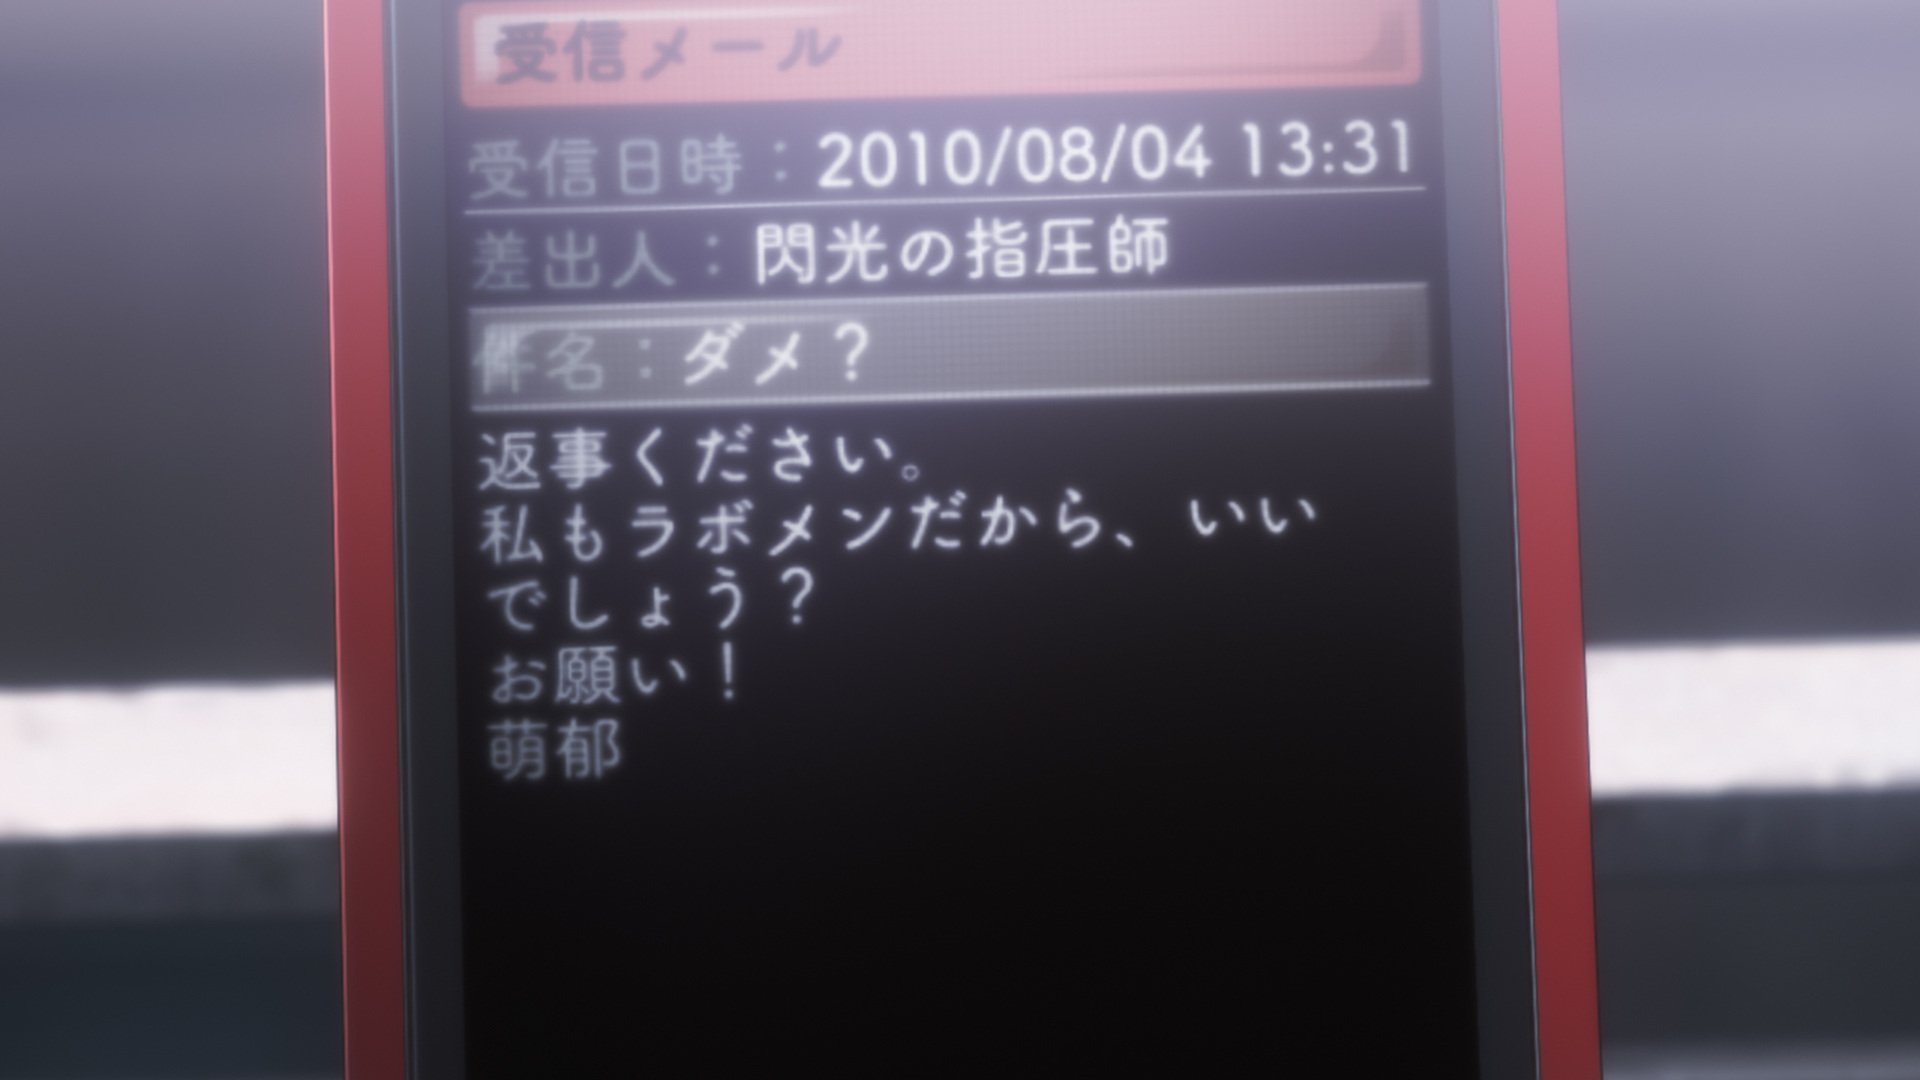 受信メール
受信日時：2010/08/04 13:31
差出人：閃光の指圧師
件名：ダメ？
返事ください。
私もラボメンだから、いい
でしょう？
お願い！
萌郁